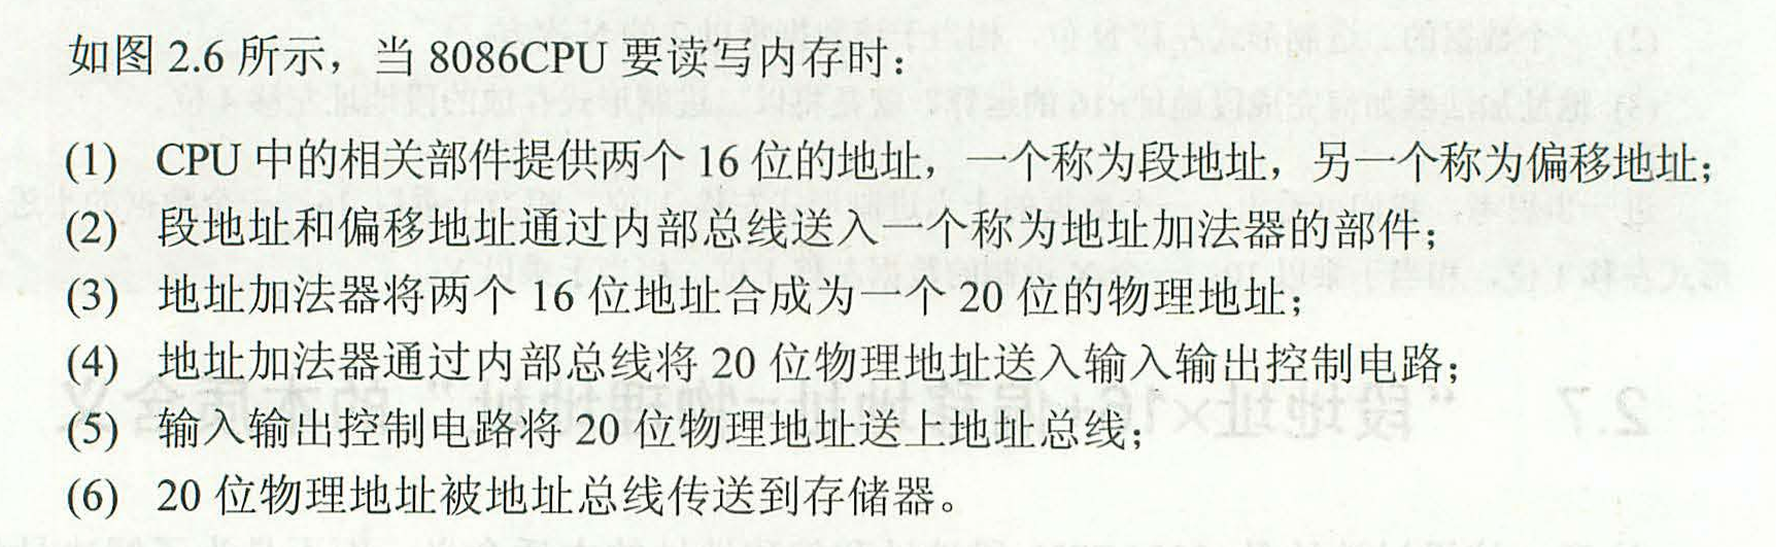 如图 2.6 所示，当 8086CPU 要读写内存时：
(1) CPU 中的相关部件提供两个 16 位的地址，一个称为段地址，另一个称为偏移地址；
(2) 段地址和偏移地址通过内部总线送入一个称为地址加法器的部件；
(3) 地址加法器将两个 16 位地址合成为一个 20 位的物理地址；
(4) 地址加法器通过内部总线将 20 位物理地址送入输入输出控制电路；
(5) 输入输出控制电路将 20 位物理地址送上地址总线；
(6) 20 位物理地址被地址总线传送到存储器。